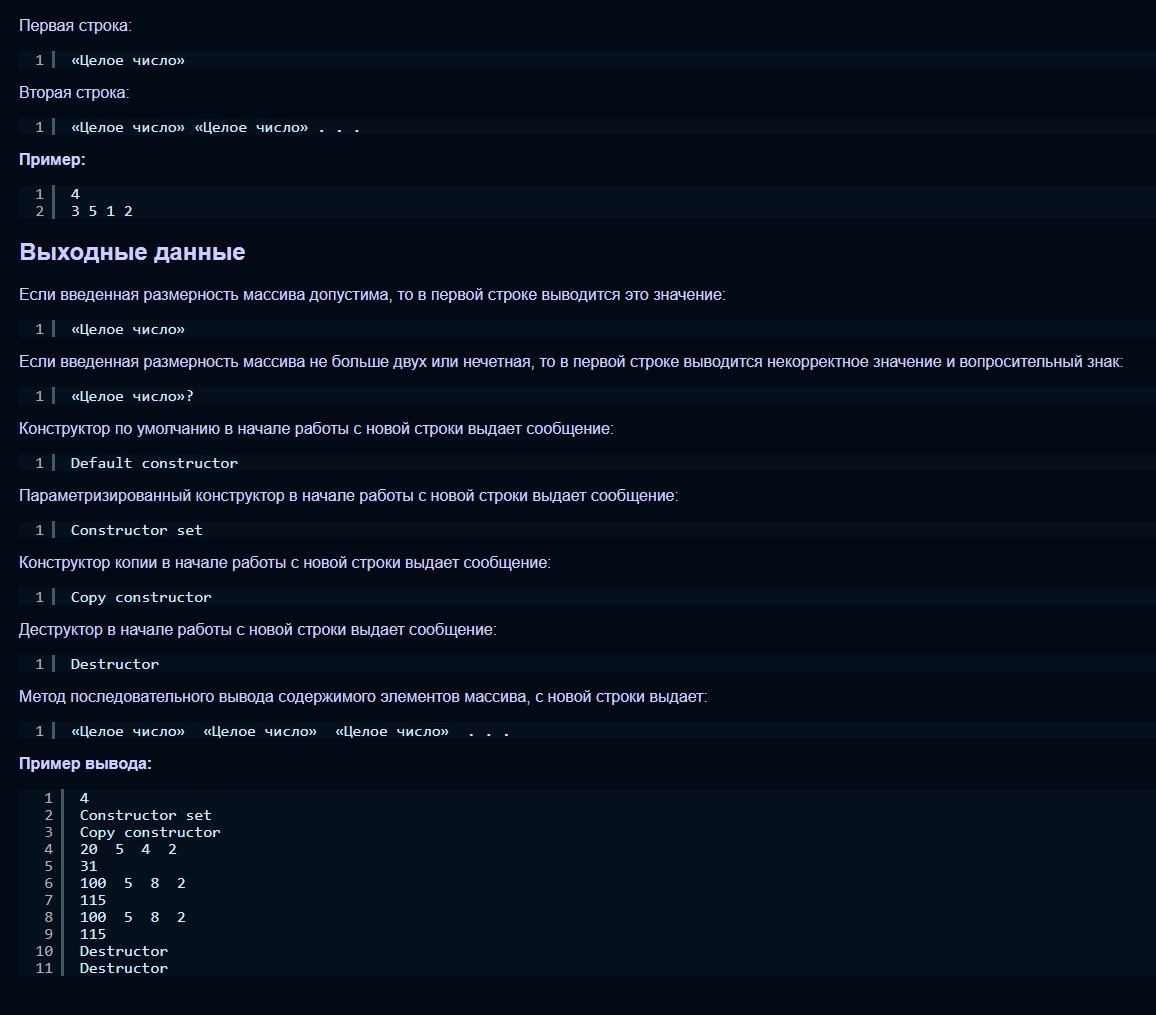 Первая строка:
1 «Целое число»
Вторая строка:
1 «Целое число» «Целое число» . . .
Пример:
1 4
2 3 5 1 2
Выходные данные
Если введенная размерность массива допустима, то в первой строке выводится это значение:
1 «Целое число»
Если введенная размерность массива не больше двух или нечетная, то в первой строке выводится некорректное значение и вопросительный знак:
1 «Целое число»?
Конструктор по умолчанию в начале работы с новой строки выдает сообщение:
1 Default constructor
Параметризированный конструктор в начале работы с новой строки выдает сообщение:
1 Constructor set
Конструктор копии в начале работы с новой строки выдает сообщение:
1 Copy constructor
Деструктор в начале работы с новой строки выдает сообщение:
1 Destructor
Метод последовательного вывода содержимого элементов массива, с новой строки выдает:
1 «Целое число»  «Целое число»  «Целое число»  . . .
Пример вывода:
1 4
2 Constructor set
3 Copy constructor
4 20  5  4  2
5 31
6 100  5  8  2
7 115
8 100  5  8  2
9 115
10 Destructor
11 Destructor